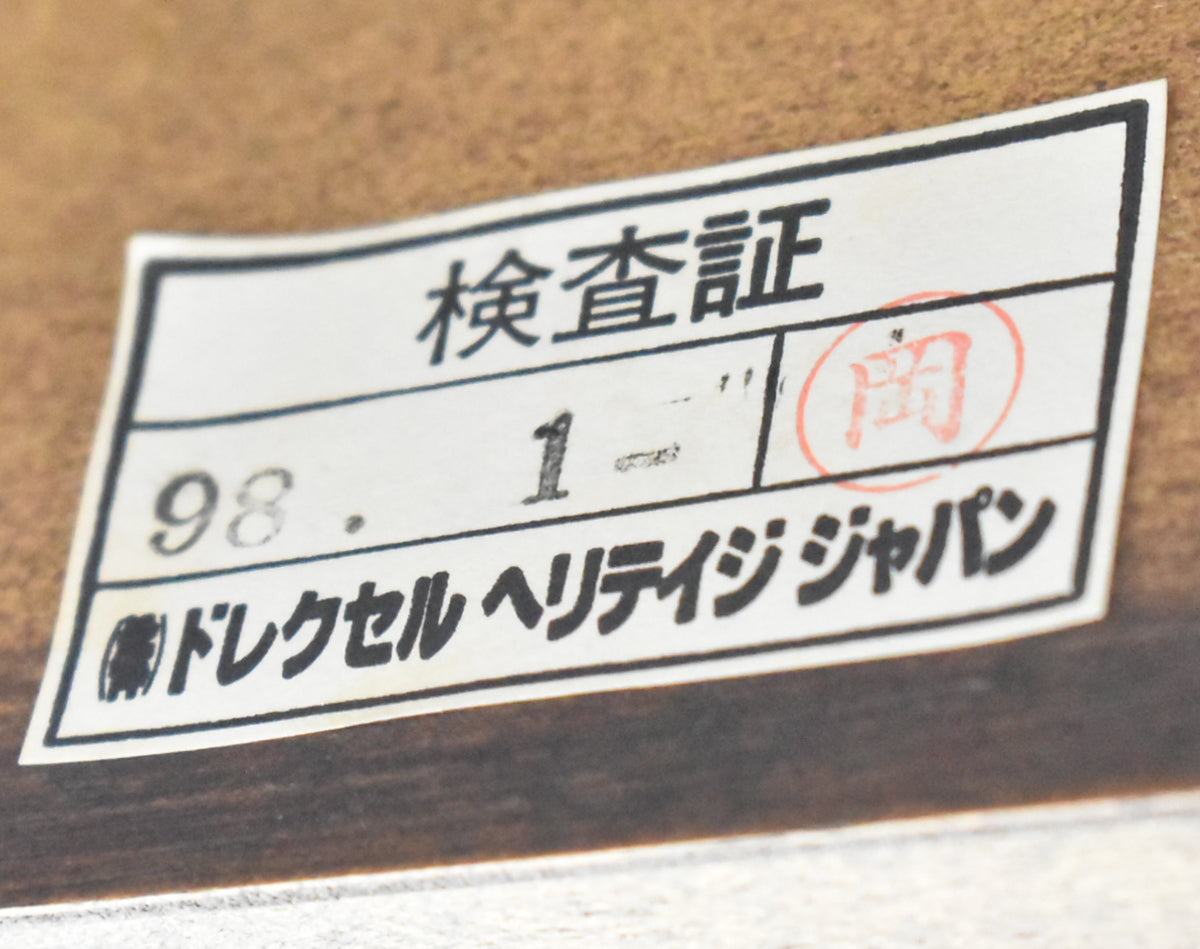 検査証
98. 1- 岡
㈱ドレクセル ヘリテイジ ジャパン